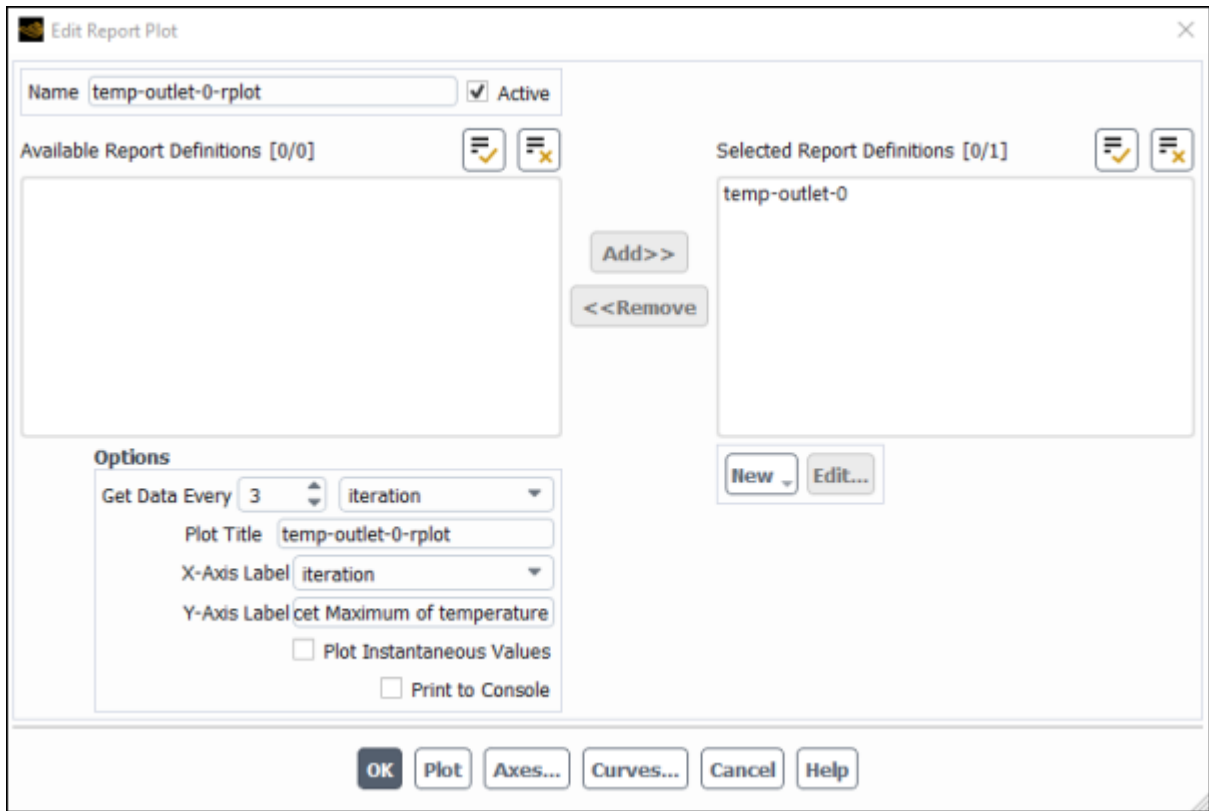 Edit Report Plot
Name temp-outlet-0-rplot Active
Available Report Definitions [0/0]
Selected Report Definitions [0/1]
temp-outlet-0
Add>>
<<Remove
Options
Get Data Every 3 iteration
Plot Title temp-outlet-0-rplot
X-Axis Label iteration
Y-Axis Label cet Maximum of temperature
Plot Instantaneous Values
Print to Console
New Edit...
OK Plot Axes... Curves... Cancel Help